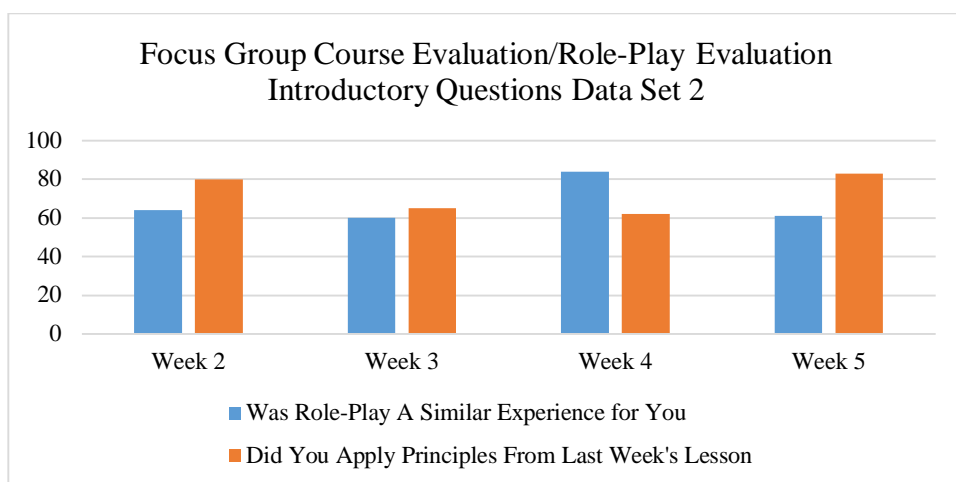 Focus Group Course Evaluation/Role-Play Evaluation
Introductory Questions Data Set 2
100
80
60
40
20
0
Week 2 Week 3 Week 4 Week 5
Was Role-Play A Similar Experience for You
Did You Apply Principles From Last Week's Lesson